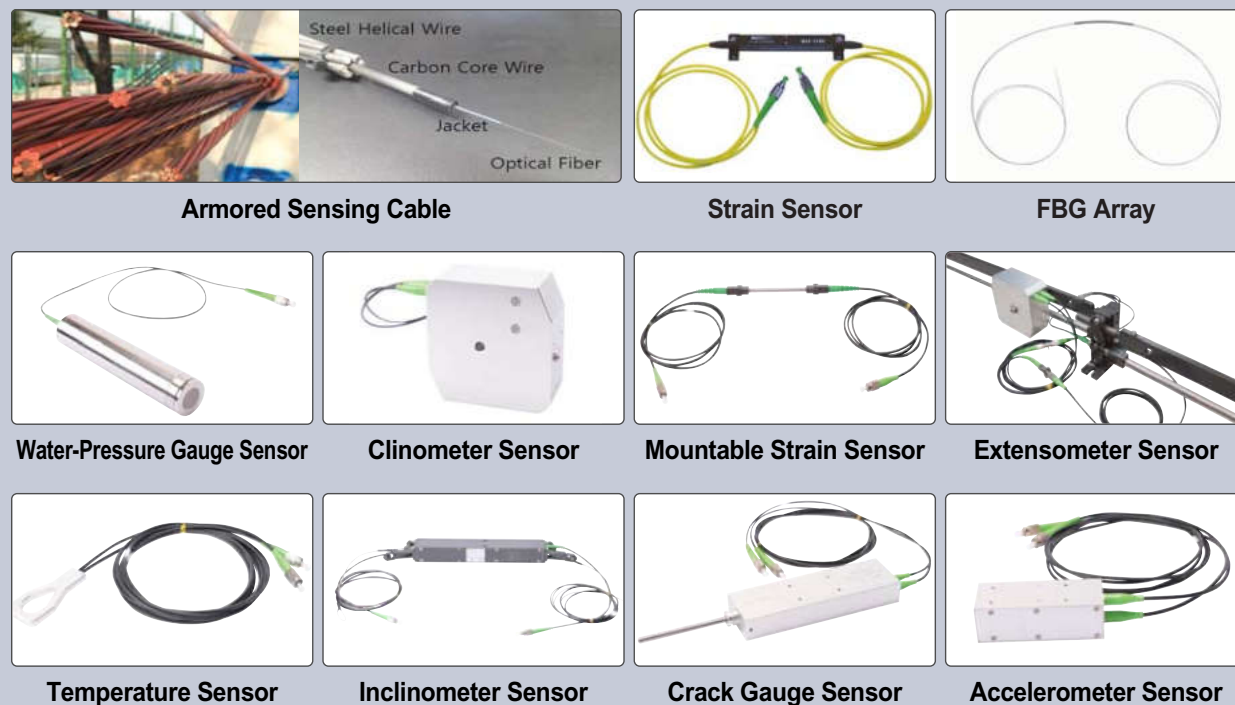 Steel Helical Wire
Carbon Core Wire
Jacket
Optical Fiber
Armored Sensing Cable
Strain Sensor
FBG Array
Water-Pressure Gauge Sensor
Clinometer Sensor
Mountable Strain Sensor
Extensometer Sensor
Temperature Sensor
Inclinometer Sensor
Crack Gauge Sensor
Accelerometer Sensor